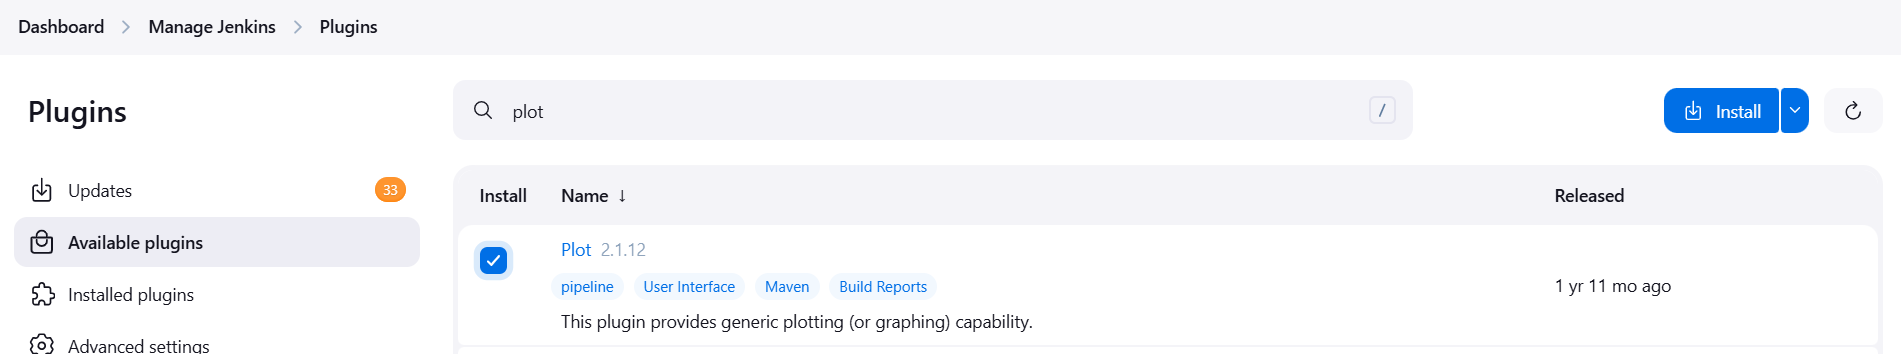 Dashboard > Manage Jenkins > Plugins
Plugins
plot
/
Install
Updates 33
Available plugins
Installed plugins
Advanced settings
Install Name ↓ Released
Plot 2.1.12
pipeline User Interface Maven Build Reports
1 yr 11 mo ago
This plugin provides generic plotting (or graphing) capability.